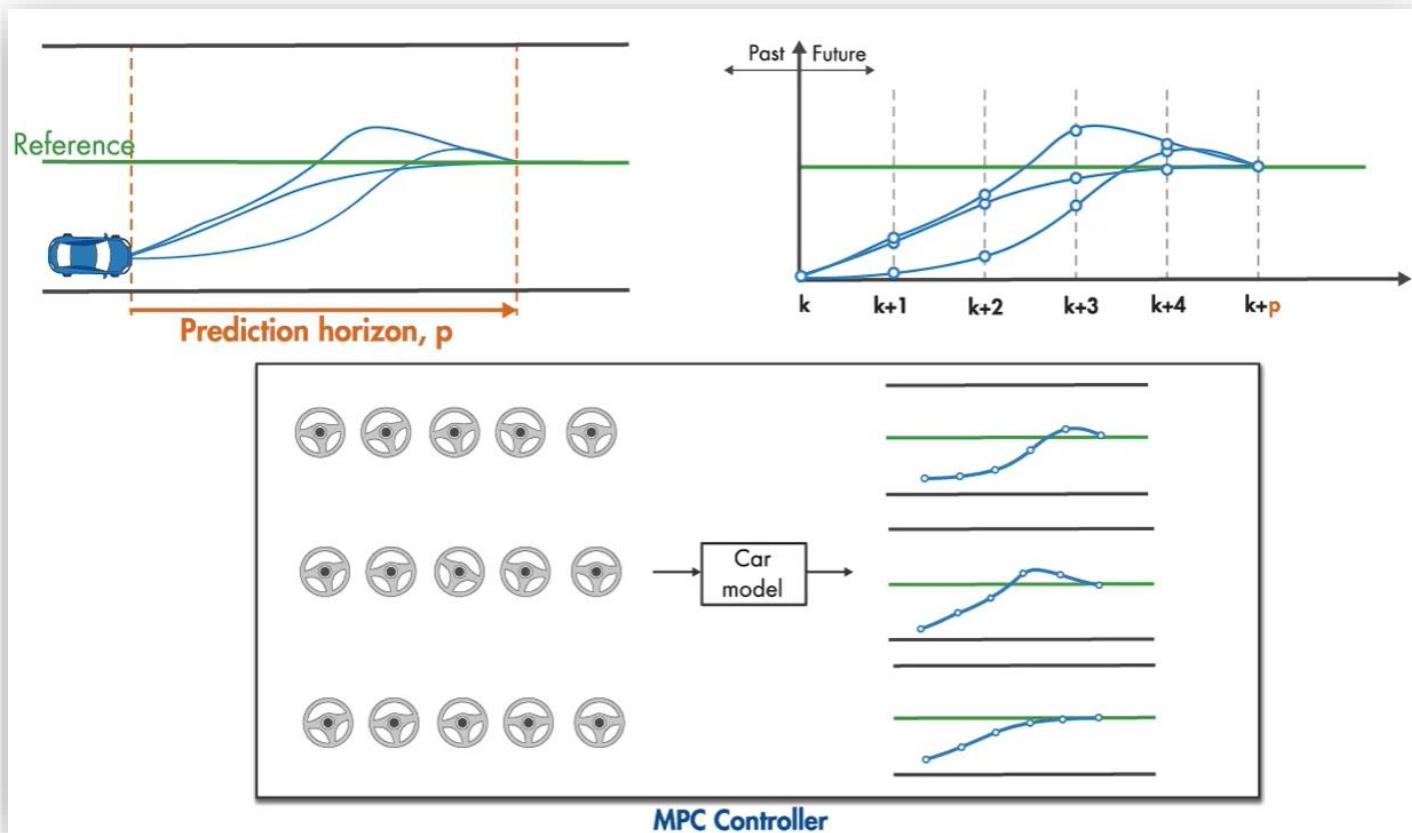 Reference
Prediction horizon, p
Past
Future
k
k+1
k+2
k+3
k+4
k+p
Car
model
MPC Controller